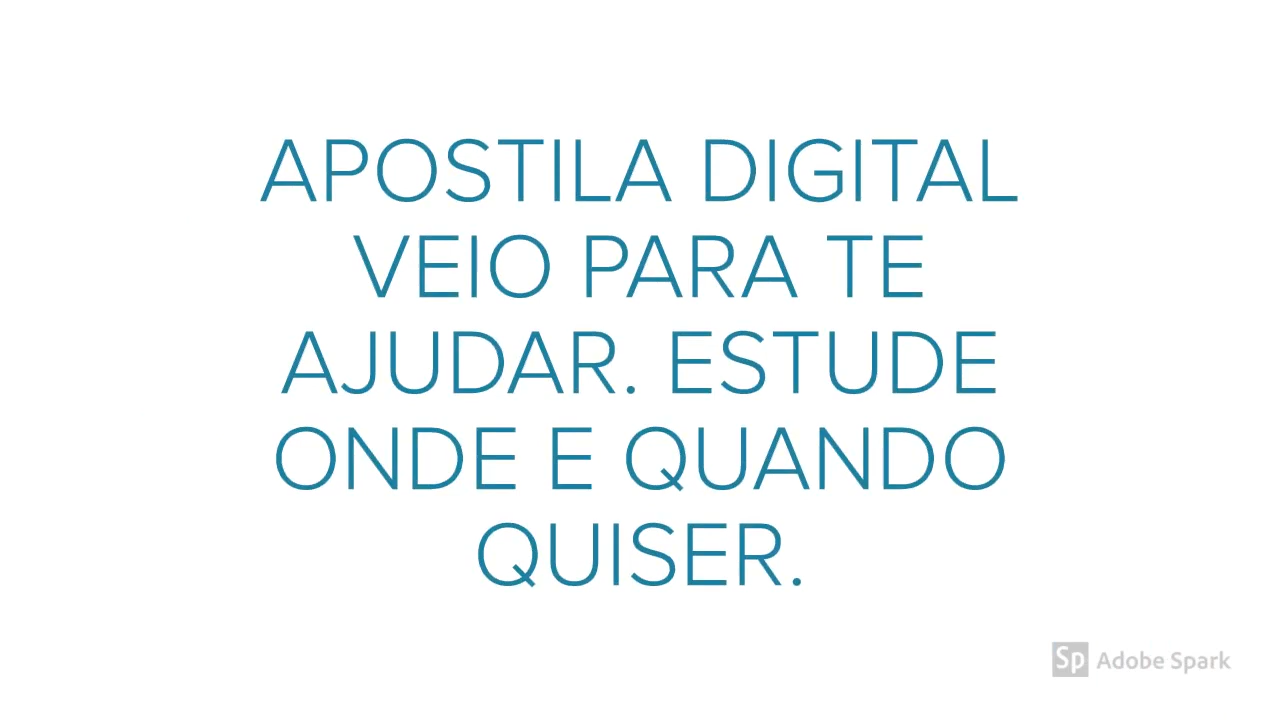 APOSTILA DIGITAL
VEIO PARA TE
AJUDAR. ESTUDE
ONDE E QUANDO
QUISER.
Sp Adobe Spark